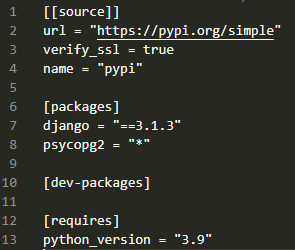 1 [[source]]
2 url = "https://pypi.org/simple"
3 verify_ssl = true
4 name = "pypi"
5
6 [packages]
7 django = "==3.1.3"
8 psycopg2 = "*"
9
10 [dev-packages]
11
12 [requires]
13 python_version = "3.9"